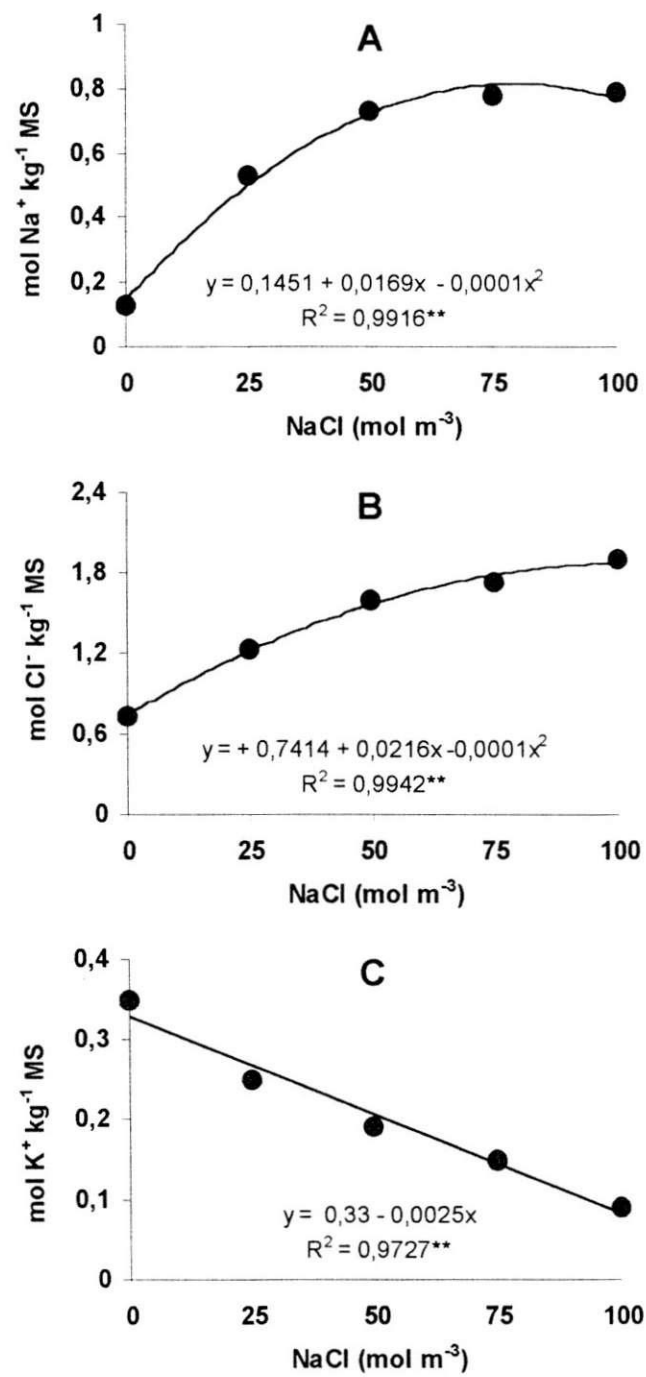 A
1
0,8
0,6
0,4
0,2
0
mol Na⁺ kg⁻¹ MS
y = 0,1451 + 0,0169x - 0,0001x²
R² = 0,9916**
0 25 50 75 100
NaCl (mol m⁻³)
B
2,4
1,8
1,2
0,6
0
mol Cl⁻ kg⁻¹ MS
y = + 0,7414 + 0,0216x -0,0001x²
R² = 0,9942**
0 25 50 75 100
NaCl (mol m⁻³)
C
0,4
0,3
0,2
0,1
0
mol K⁺ kg⁻¹ MS
y = 0,33 - 0,0025x
R² = 0,9727**
0 25 50 75 100
NaCl (mol m⁻³)